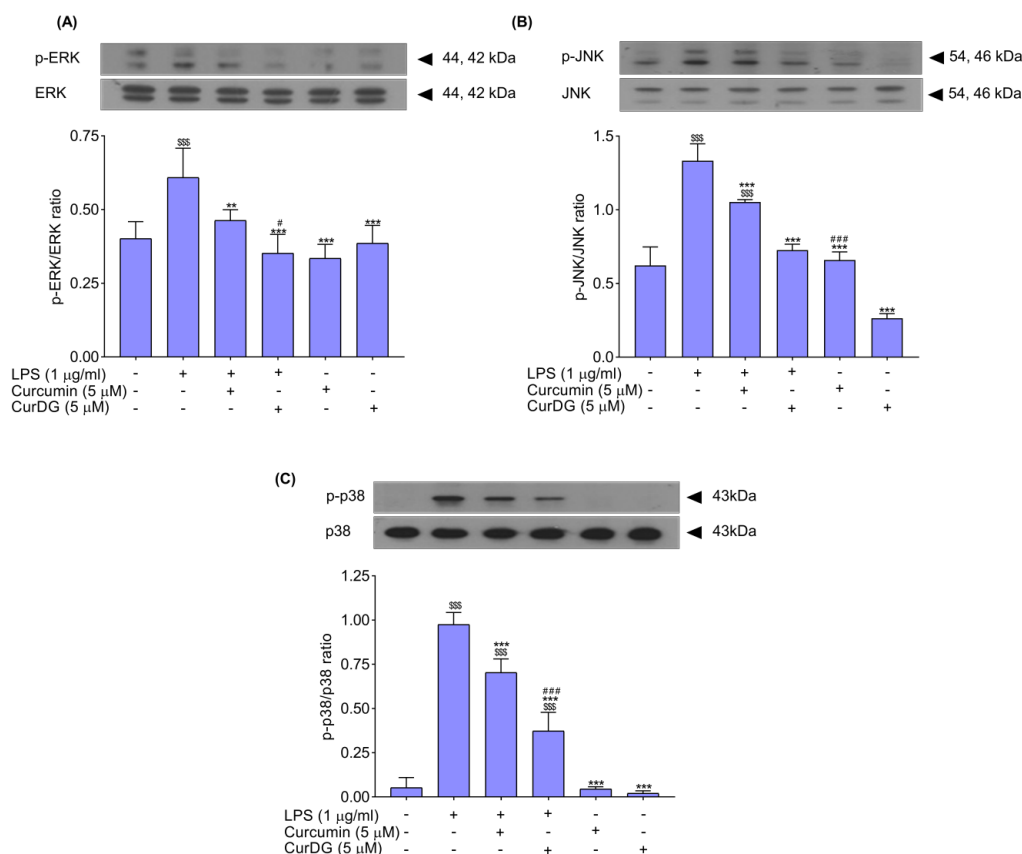 (A)
p-ERK 44, 42 kDa
ERK 44, 42 kDa
p-ERK/ERK ratio
0.75
0.50
0.25
0.00
$$$
**
#
***
***
***
LPS (1 μg/ml) - + + + - -
Curcumin (5 μM) - - + - + -
CurDG (5 μM) - - - + - +
(B)
p-JNK 54, 46 kDa
JNK 54, 46 kDa
p-JNK/JNK ratio
1.5
1.0
0.5
0.0
$$$
***
$$$
***
###
***
***
LPS (1 μg/ml) - + + + - -
Curcumin (5 μM) - - + - + -
CurDG (5 μM) - - - + - +
(C)
p-p38 43kDa
p38 43kDa
p-p38/p38 ratio
1.25
1.00
0.75
0.50
0.25
0.00
$$$
***
$$$
###
***
$$$
***
***
LPS (1 μg/ml) - + + + - -
Curcumin (5 μM) - - + - + -
CurDG (5 μM) - - - + - +